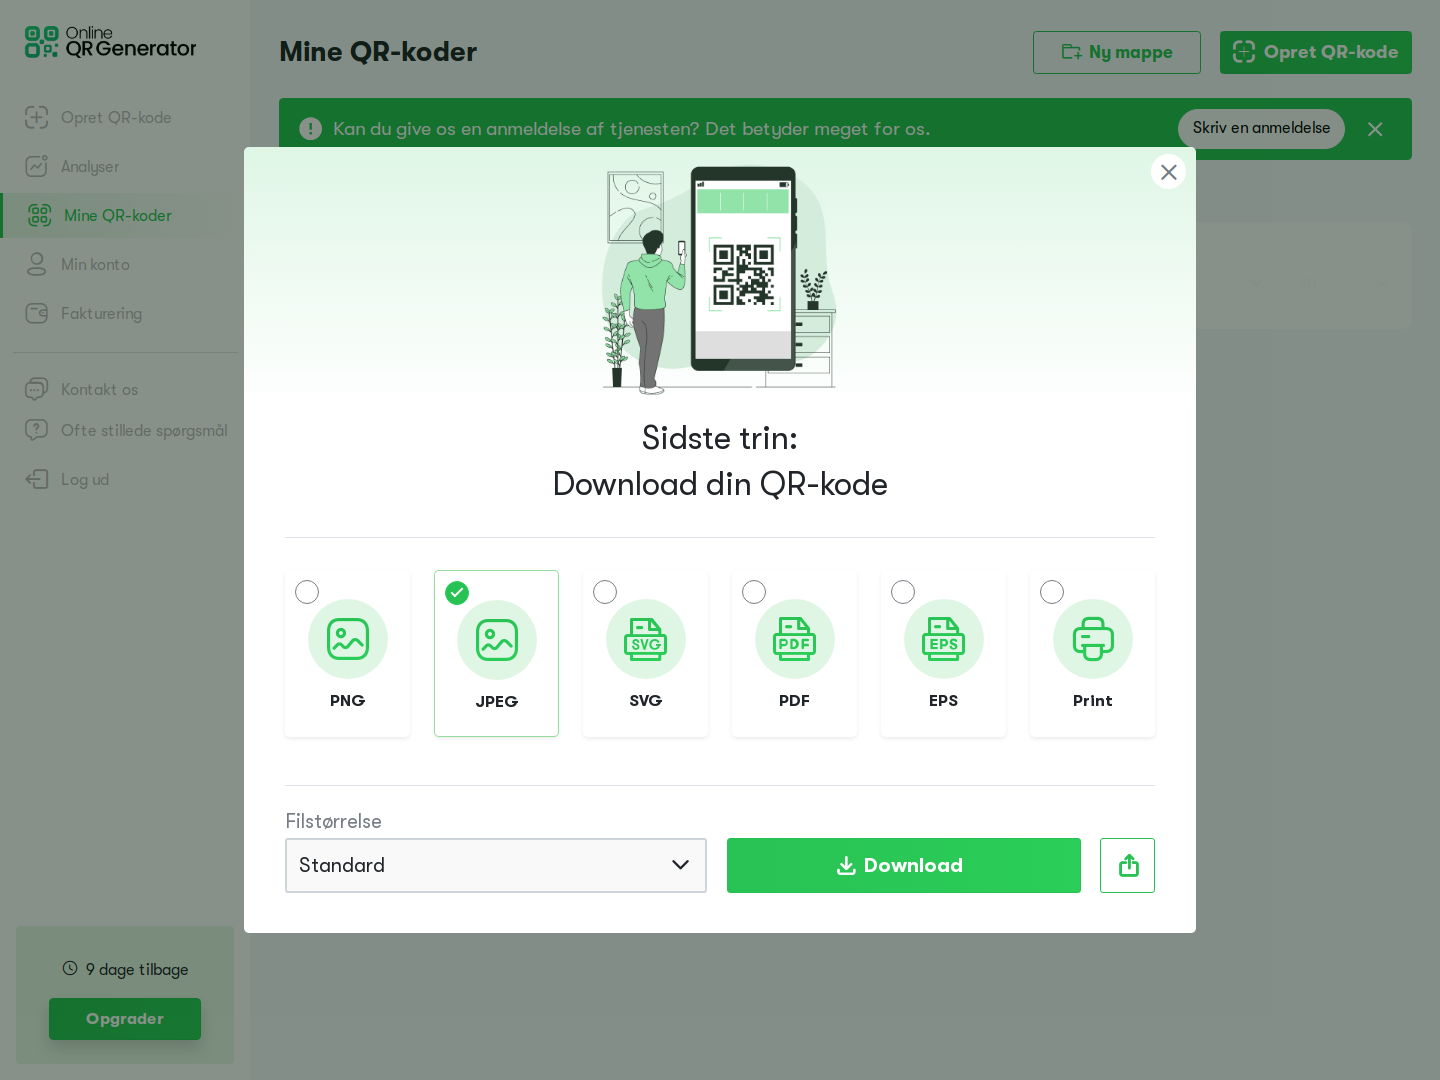 Online
QR Generator
Opret QR-kode
Analyser
Mine QR-koder
Min konto
Fakturering
Kontakt os
Ofte stillede spørgsmål
Log ud
9 dage tilbage
Opgrader
Mine QR-koder
Ny mappe
Opret QR-kode
Kan du give os en anmeldelse af tjenesten? Det betyder meget for os.
Skriv en anmeldelse
Sidste trin:
Download din QR-kode
PNG
JPEG
SVG
SVG
PDF
PDF
EPS
EPS
Print
Filstørrelse
Standard
Download